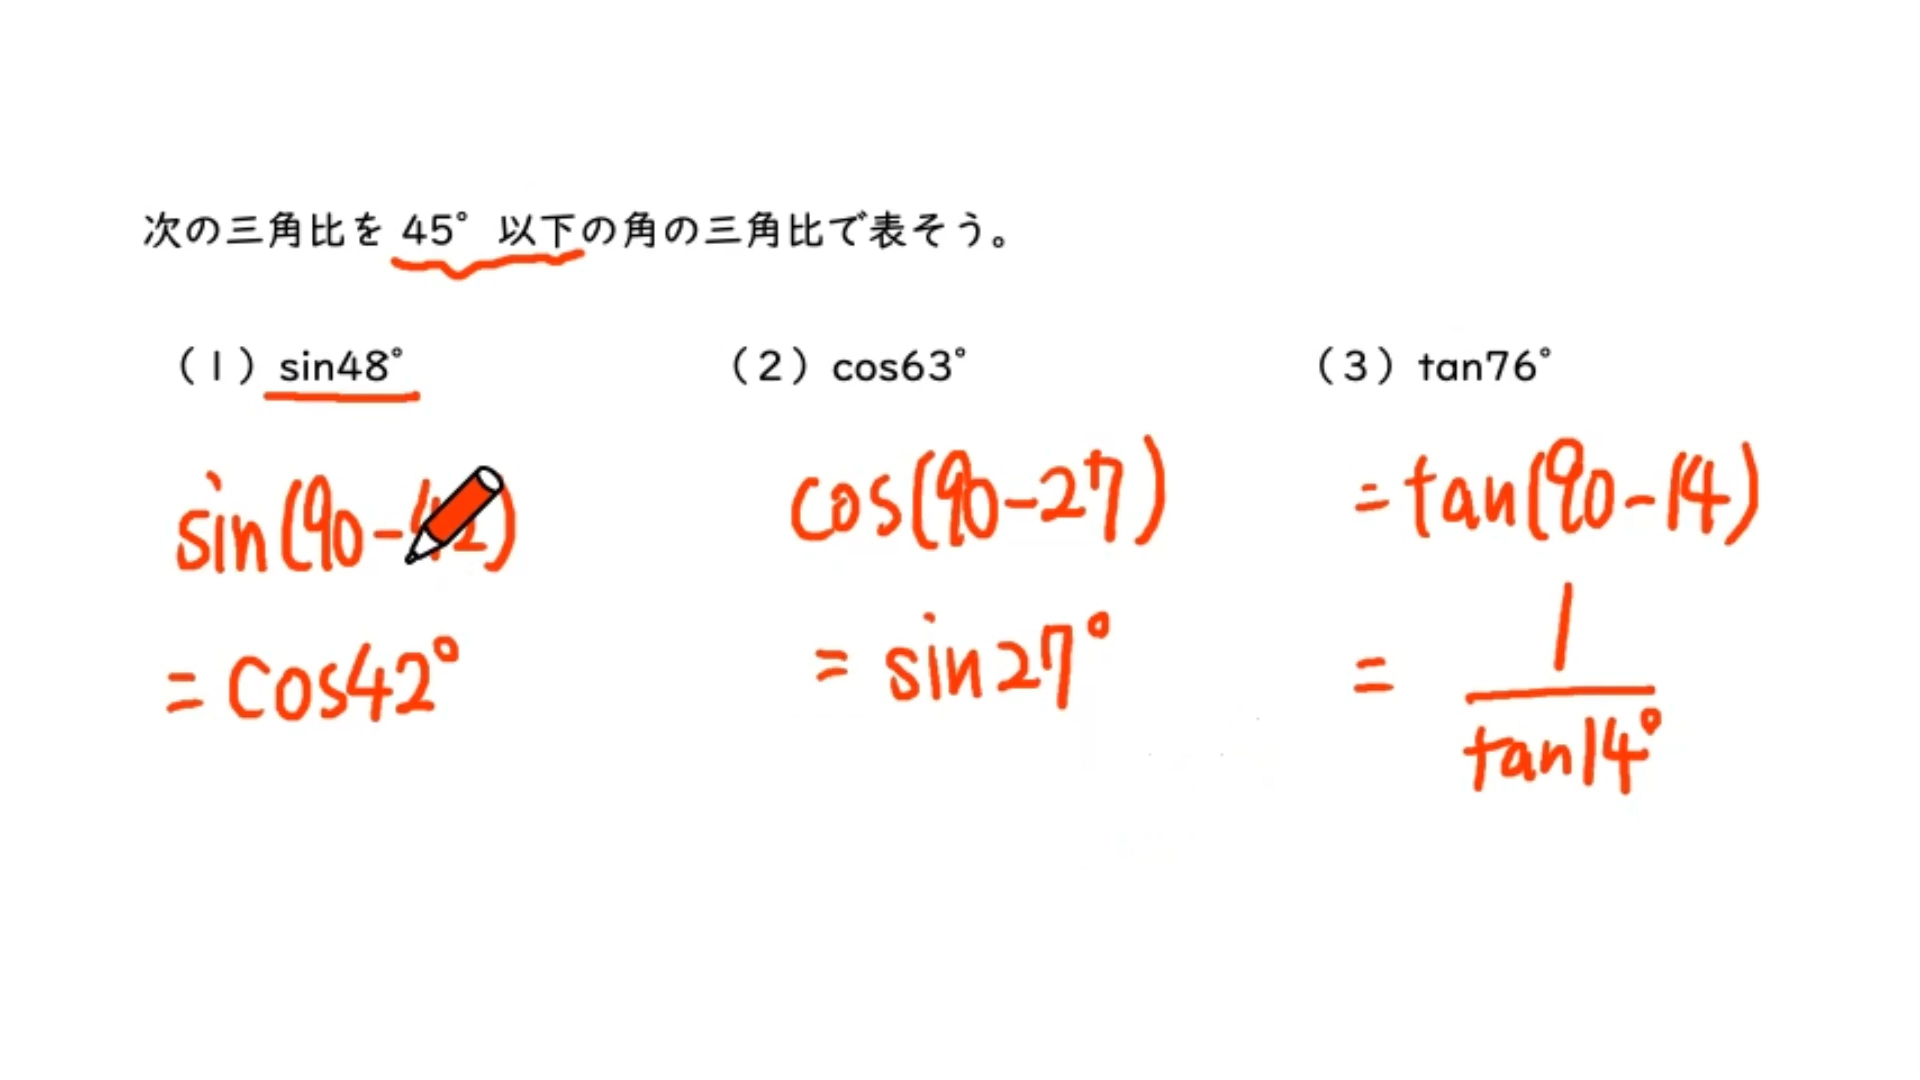 次の三角比を 45° 以下の角の三角比で表そう。
(1) sin48°
(2) cos63°
(3) tan76°
sin(90-42)
= cos42°
cos(90-27)
= sin27°
= tan(90-14)
= 1
tan14°